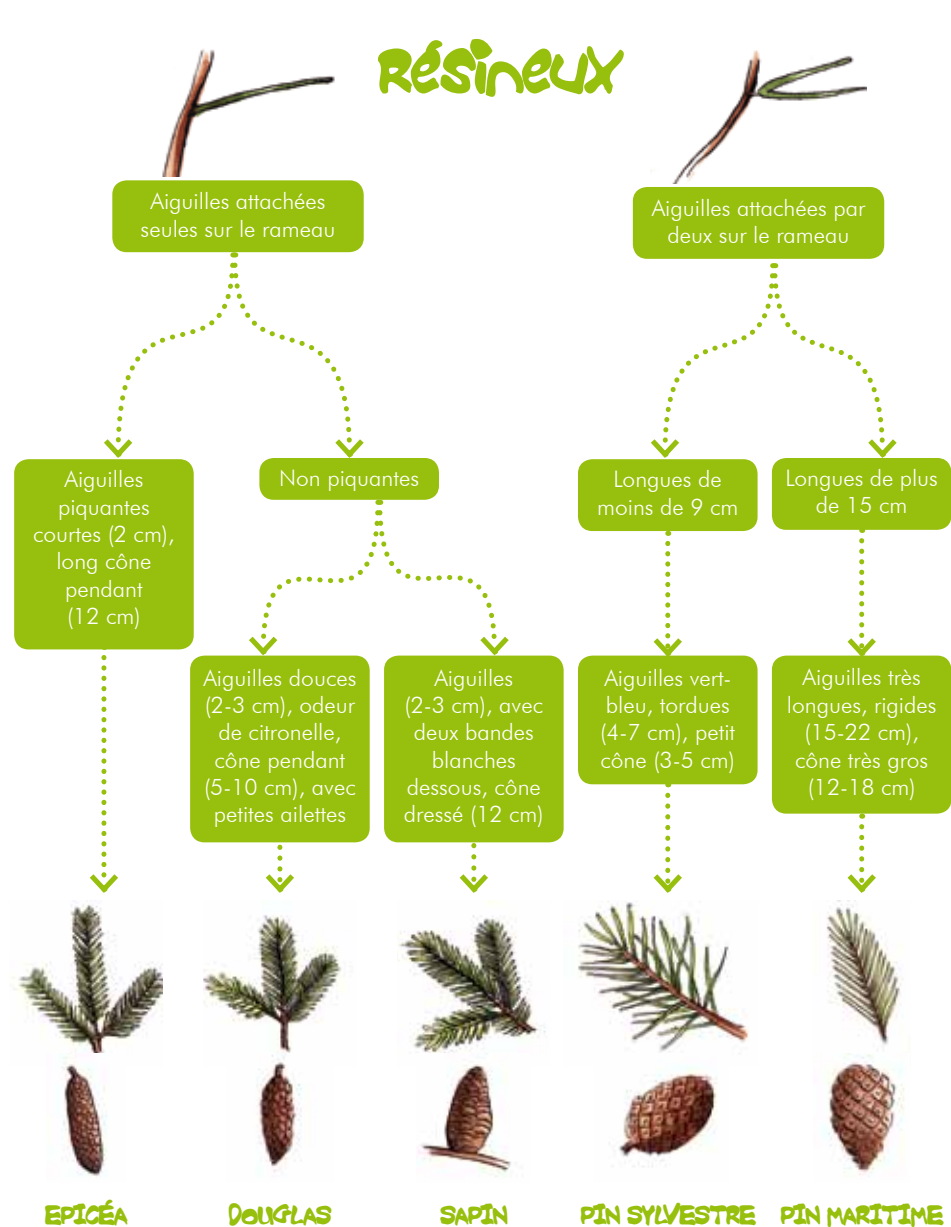 Résineux
Aiguilles attachées
seules sur le rameau
Aiguilles attachées par
deux sur le rameau
Aiguilles
piquantes
courtes (2 cm),
long cône
pendant
(12 cm)
Non piquantes
Longues de
moins de 9 cm
Longues de plus
de 15 cm
Aiguilles douces
(2-3 cm), odeur
de citronelle,
cône pendant
(5-10 cm), avec
petites ailettes
Aiguilles
(2-3 cm), avec
deux bandes
blanches
dessous, cône
dressé (12 cm)
Aiguilles vert-
bleu, tordues
(4-7 cm), petit
cône (3-5 cm)
Aiguilles très
longues, rigides
(15-22 cm),
cône très gros
(12-18 cm)
EPICÉA
DOUGLAS
SAPIN
PIN SYLVESTRE
PIN MARITIME